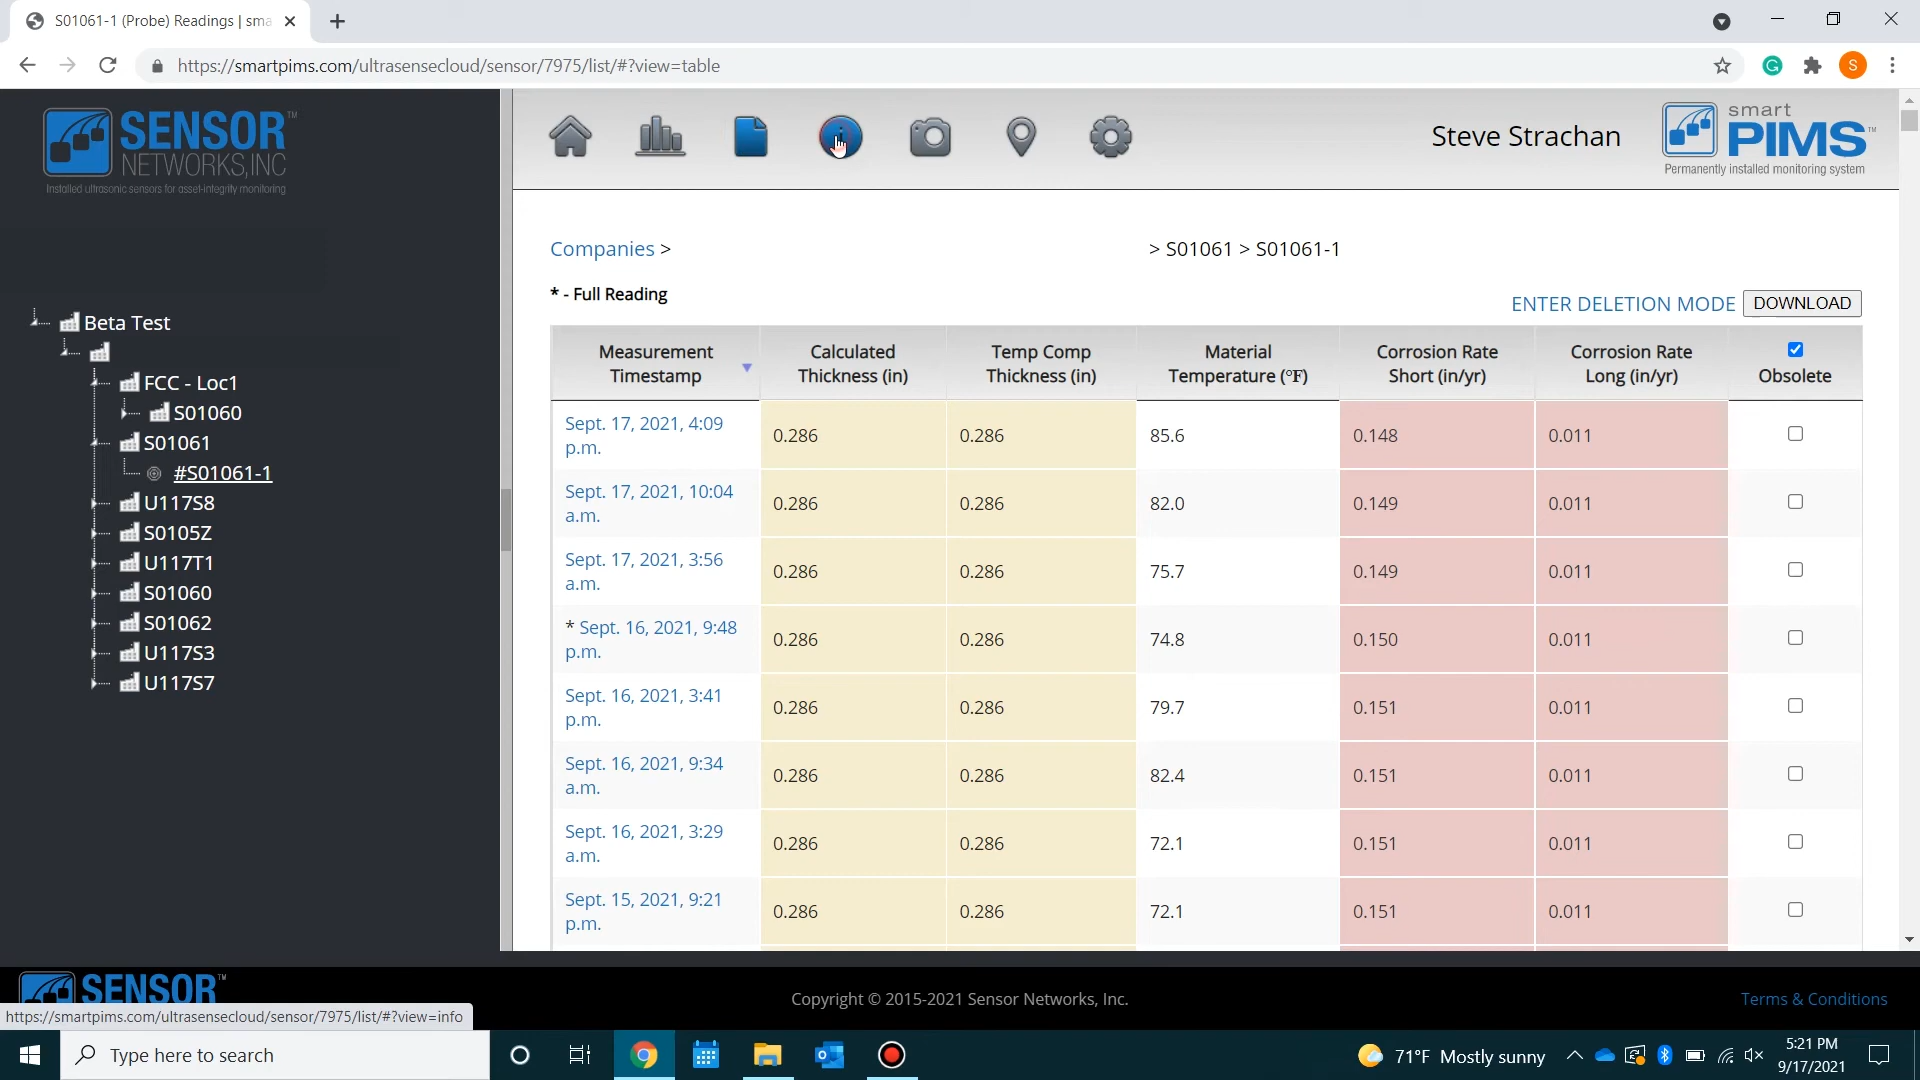 S01061-1 (Probe) Readings | sma
https://smartpims.com/ultrasensecloud/sensor/7975/list/#?view=table
S
SENSOR™
NETWORKS,INC
Installed ultrasonic sensors for asset-integrity monitoring
Steve Strachan
smart
PIMS™
Permanently installed monitoring system
Companies > > S01061 > S01061-1
* - Full Reading
ENTER DELETION MODE DOWNLOAD
Beta Test
FCC - Loc1
S01060
S01061
#S01061-1
U117S8
S0105Z
U117T1
S01060
S01062
U117S3
U117S7
Measurement Timestamp Calculated Thickness (in) Temp Comp Thickness (in) Material Temperature (°F) Corrosion Rate Short (in/yr) Corrosion Rate Long (in/yr) Obsolete
Sept. 17, 2021, 4:09 p.m. 0.286 0.286 85.6 0.148 0.011
Sept. 17, 2021, 10:04 a.m. 0.286 0.286 82.0 0.149 0.011
Sept. 17, 2021, 3:56 a.m. 0.286 0.286 75.7 0.149 0.011
* Sept. 16, 2021, 9:48 p.m. 0.286 0.286 74.8 0.150 0.011
Sept. 16, 2021, 3:41 p.m. 0.286 0.286 79.7 0.151 0.011
Sept. 16, 2021, 9:34 a.m. 0.286 0.286 82.4 0.151 0.011
Sept. 16, 2021, 3:29 a.m. 0.286 0.286 72.1 0.151 0.011
Sept. 15, 2021, 9:21 p.m. 0.286 0.286 72.1 0.151 0.011
SENSOR™
Copyright © 2015-2021 Sensor Networks, Inc.
Terms & Conditions
https://smartpims.com/ultrasensecloud/sensor/7975/list/#?view=info
Type here to search
71°F Mostly sunny
5:21 PM
9/17/2021